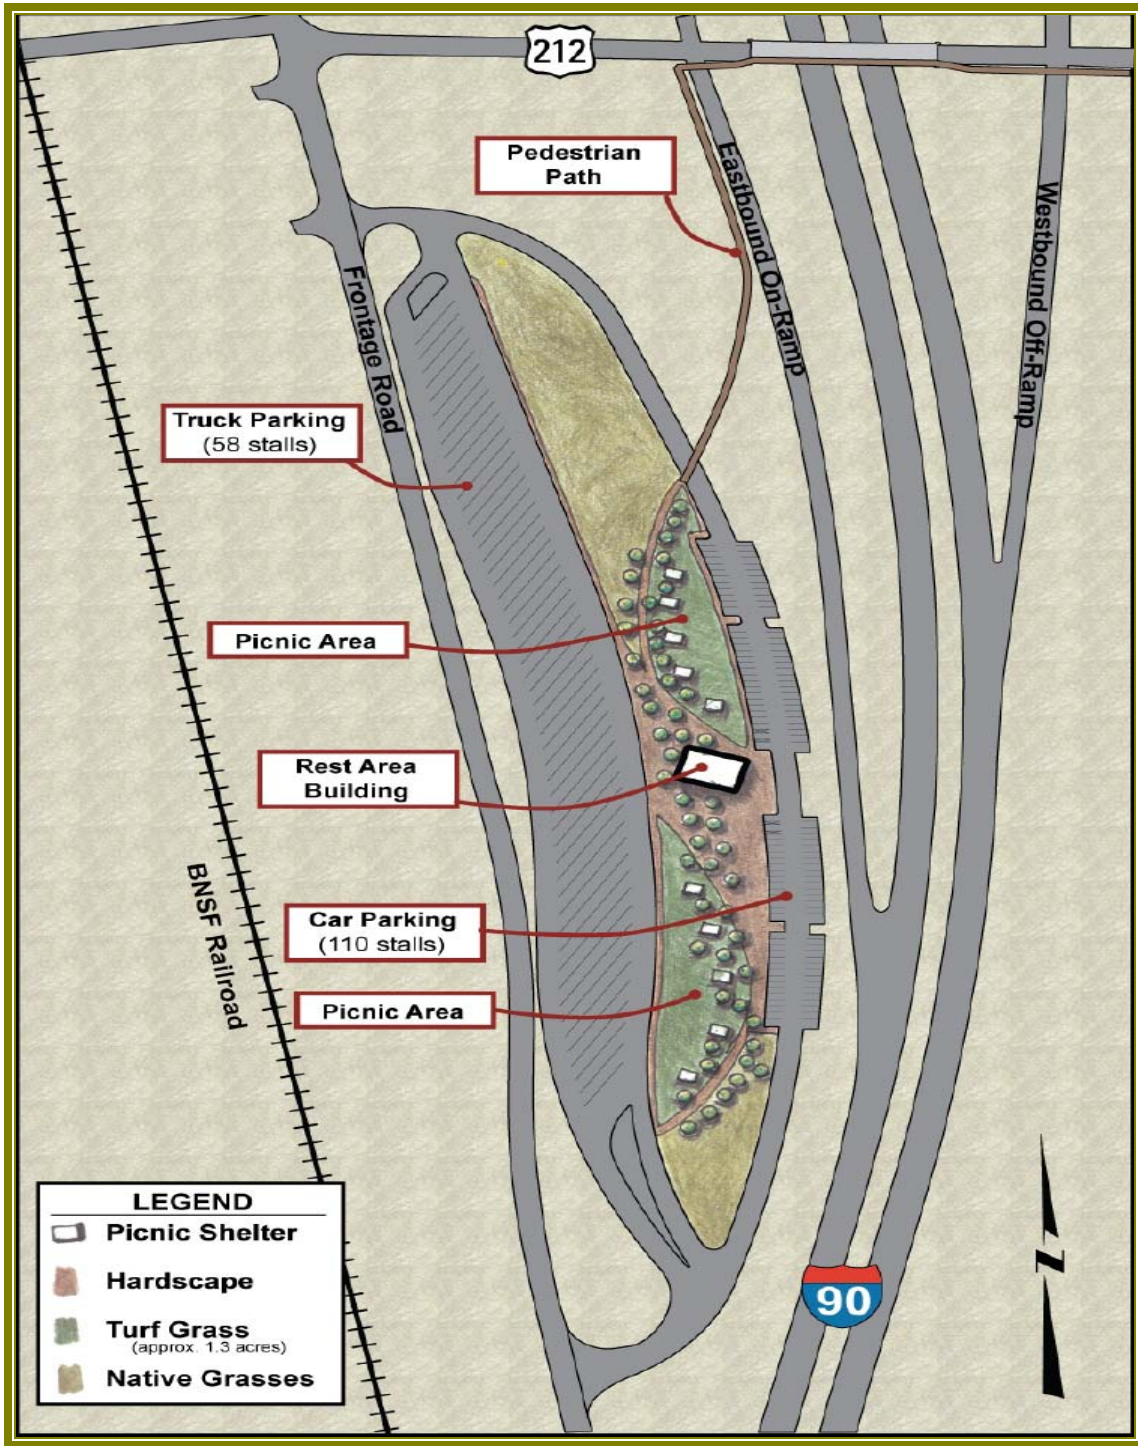 212
Pedestrian
Path
Eastbound On-Ramp
Westbound Off-Ramp
Frontage Road
Truck Parking
(58 stalls)
Picnic Area
Rest Area
Building
BNSF Railroad
Car Parking
(110 stalls)
Picnic Area
LEGEND
Picnic Shelter
Hardscape
Turf Grass
(approx. 1.3 acres)
Native Grasses
90
N